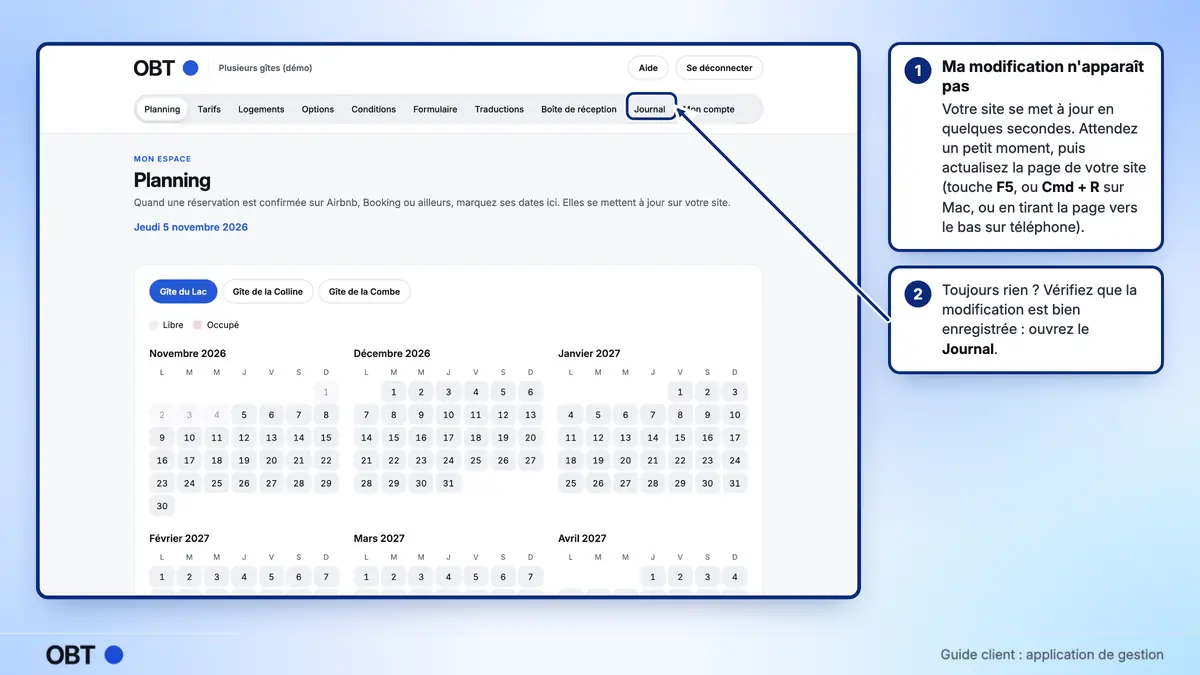 OBT
Plusieurs gîtes (démo)
Aide
Se déconnecter
Planning
Tarifs
Logements
Options
Conditions
Formulaire
Traductions
Boîte de réception
Journal
Mon compte
MON ESPACE
Planning
Quand une réservation est confirmée sur Airbnb, Booking ou ailleurs, marquez ses dates ici. Elles se mettent à jour sur votre site.
Jeudi 5 novembre 2026
Gîte du Lac
Gîte de la Colline
Gîte de la Combe
Libre
Occupé
Novembre 2026
L M M J V S D
1
2 3 4 5 6 7 8
9 10 11 12 13 14 15
16 17 18 19 20 21 22
23 24 25 26 27 28 29
30
Décembre 2026
L M M J V S D
1 2 3 4 5 6
7 8 9 10 11 12 13
14 15 16 17 18 19 20
21 22 23 24 25 26 27
28 29 30 31
Janvier 2027
L M M J V S D
1 2 3
4 5 6 7 8 9 10
11 12 13 14 15 16 17
18 19 20 21 22 23 24
25 26 27 28 29 30 31
Février 2027
L M M J V S D
1 2 3 4 5 6 7
Mars 2027
L M M J V S D
1 2 3 4 5 6 7
Avril 2027
L M M J V S D
1 2 3 4
1
Ma modification n'apparaît
pas
Votre site se met à jour en
quelques secondes. Attendez
un petit moment, puis
actualisez la page de votre site
(touche F5, ou Cmd + R sur
Mac, ou en tirant la page vers
le bas sur téléphone).
2
Toujours rien ? Vérifiez que la
modification est bien
enregistrée : ouvrez le
Journal.
OBT
Guide client : application de gestion